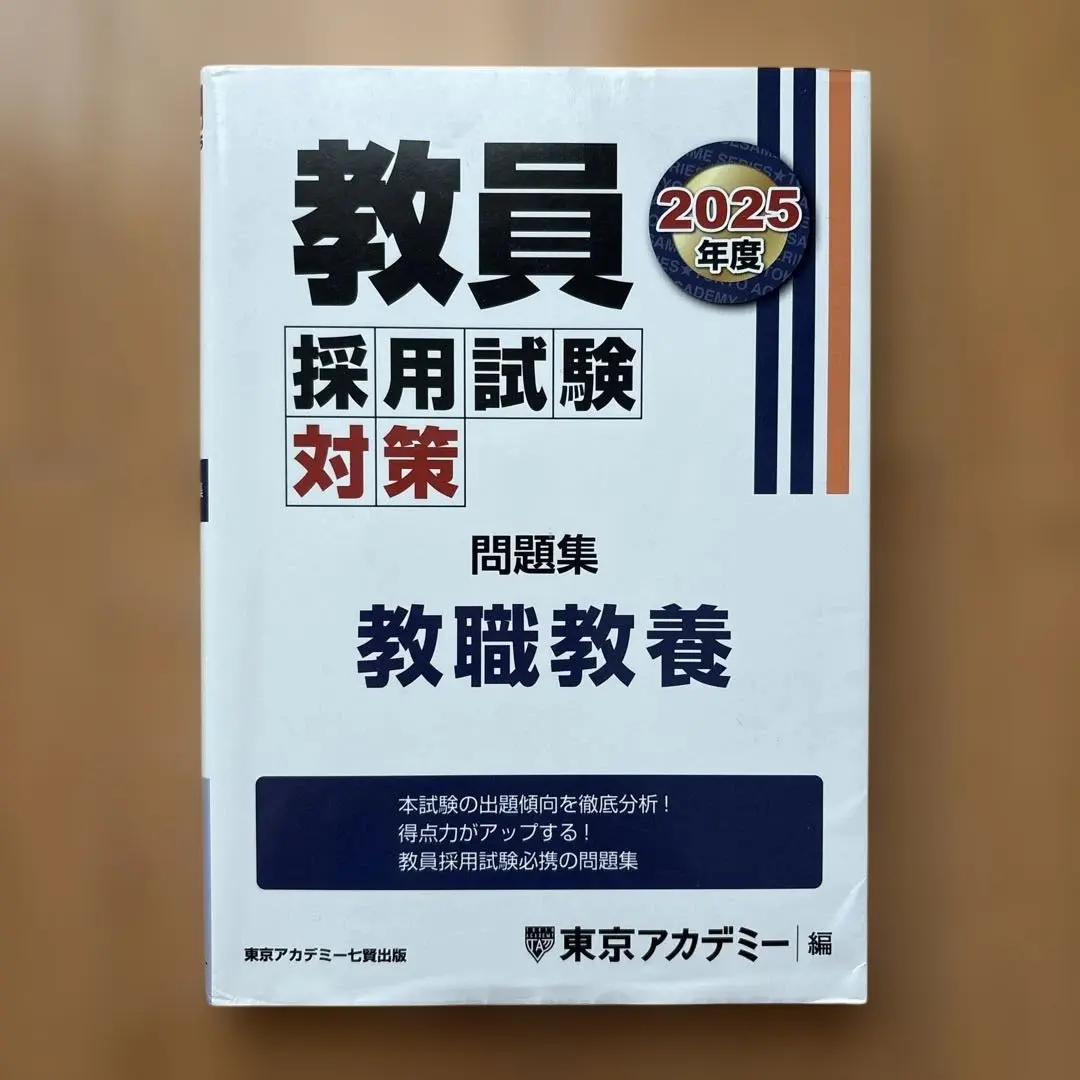 教員
2025
年度
採用試験
対策
問題集
教職教養
本試験の出題傾向を徹底分析！
得点力がアップする！
教員採用試験必携の問題集
東京アカデミー七賢出版
東京アカデミー 編